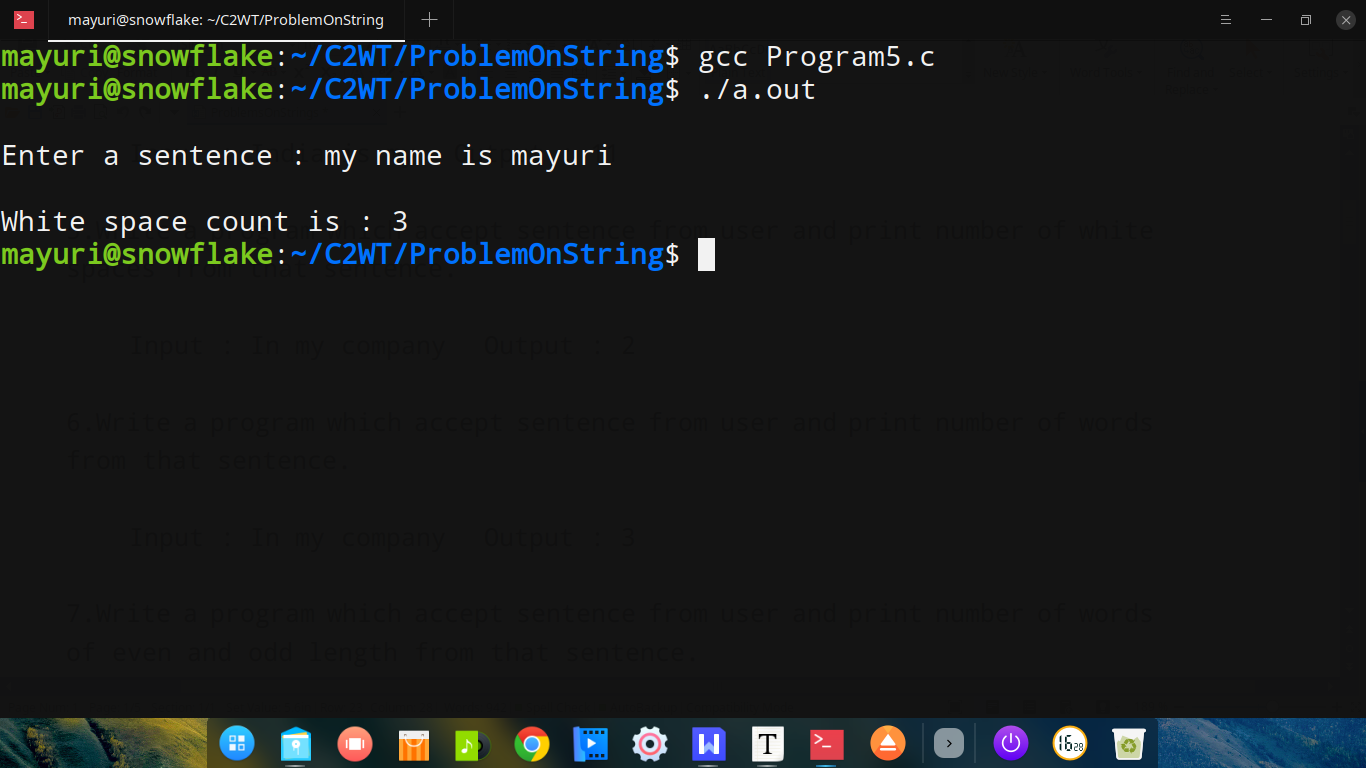 mayuri@snowflake: ~/C2WT/ProblemOnString
mayuri@snowflake:~/C2WT/ProblemOnString$ gcc Program5.c
mayuri@snowflake:~/C2WT/ProblemOnString$ ./a.out
Enter a sentence : my name is mayuri
White space count is : 3
which accept sentence from user and print number of white
mayuri@snowflake:~/C2WT/ProblemOnString$
spaces from that sentence.
Input : In my company Output : 2
6.Write a program which accept sentence from user and print number of words
from that sentence.
Input : In my company Output : 3
7.Write a program which accept sentence from user and print number of words
of even and odd length from that sentence.
16 28